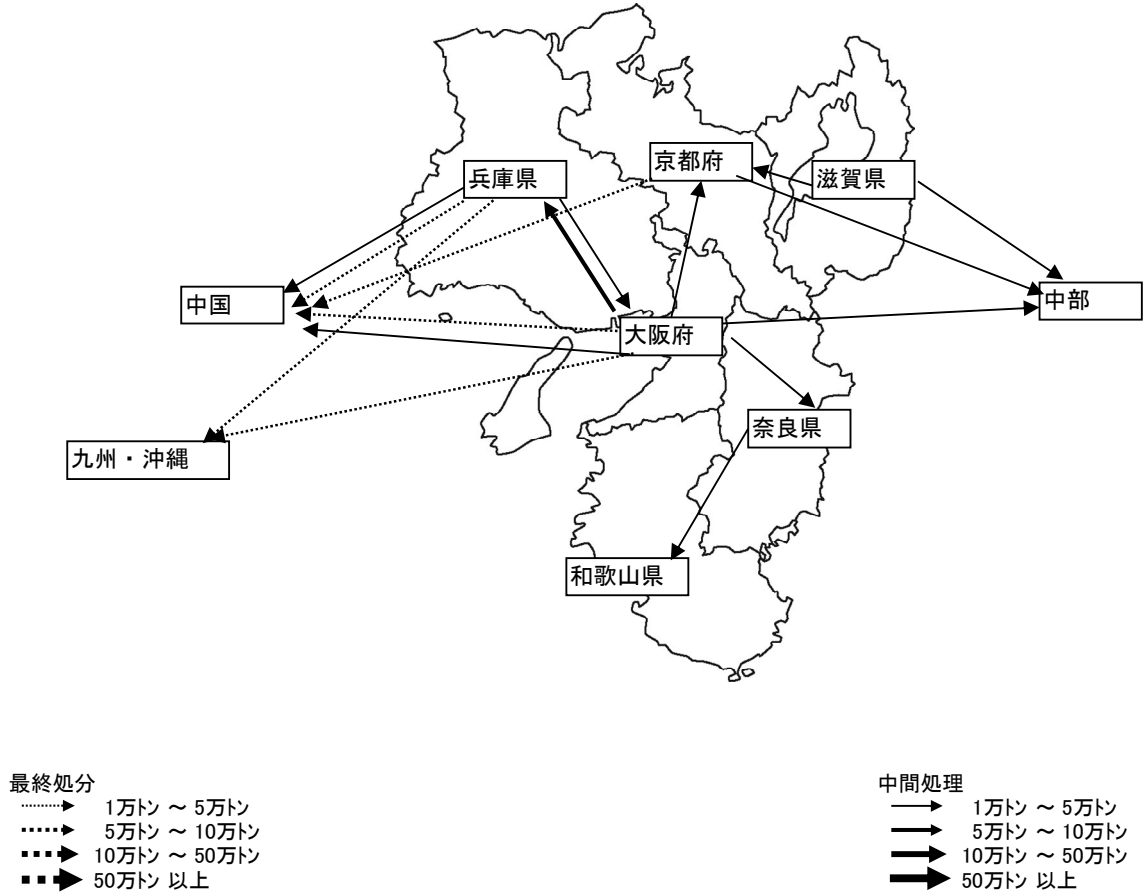 京都府
兵庫県
滋賀県
中国
中部
大阪府
奈良県
九州・沖縄
和歌山県
最終処分
1万トン ～ 5万トン
5万トン ～ 10万トン
10万トン ～ 50万トン
50万トン 以上
中間処理
1万トン ～ 5万トン
5万トン ～ 10万トン
10万トン ～ 50万トン
50万トン 以上